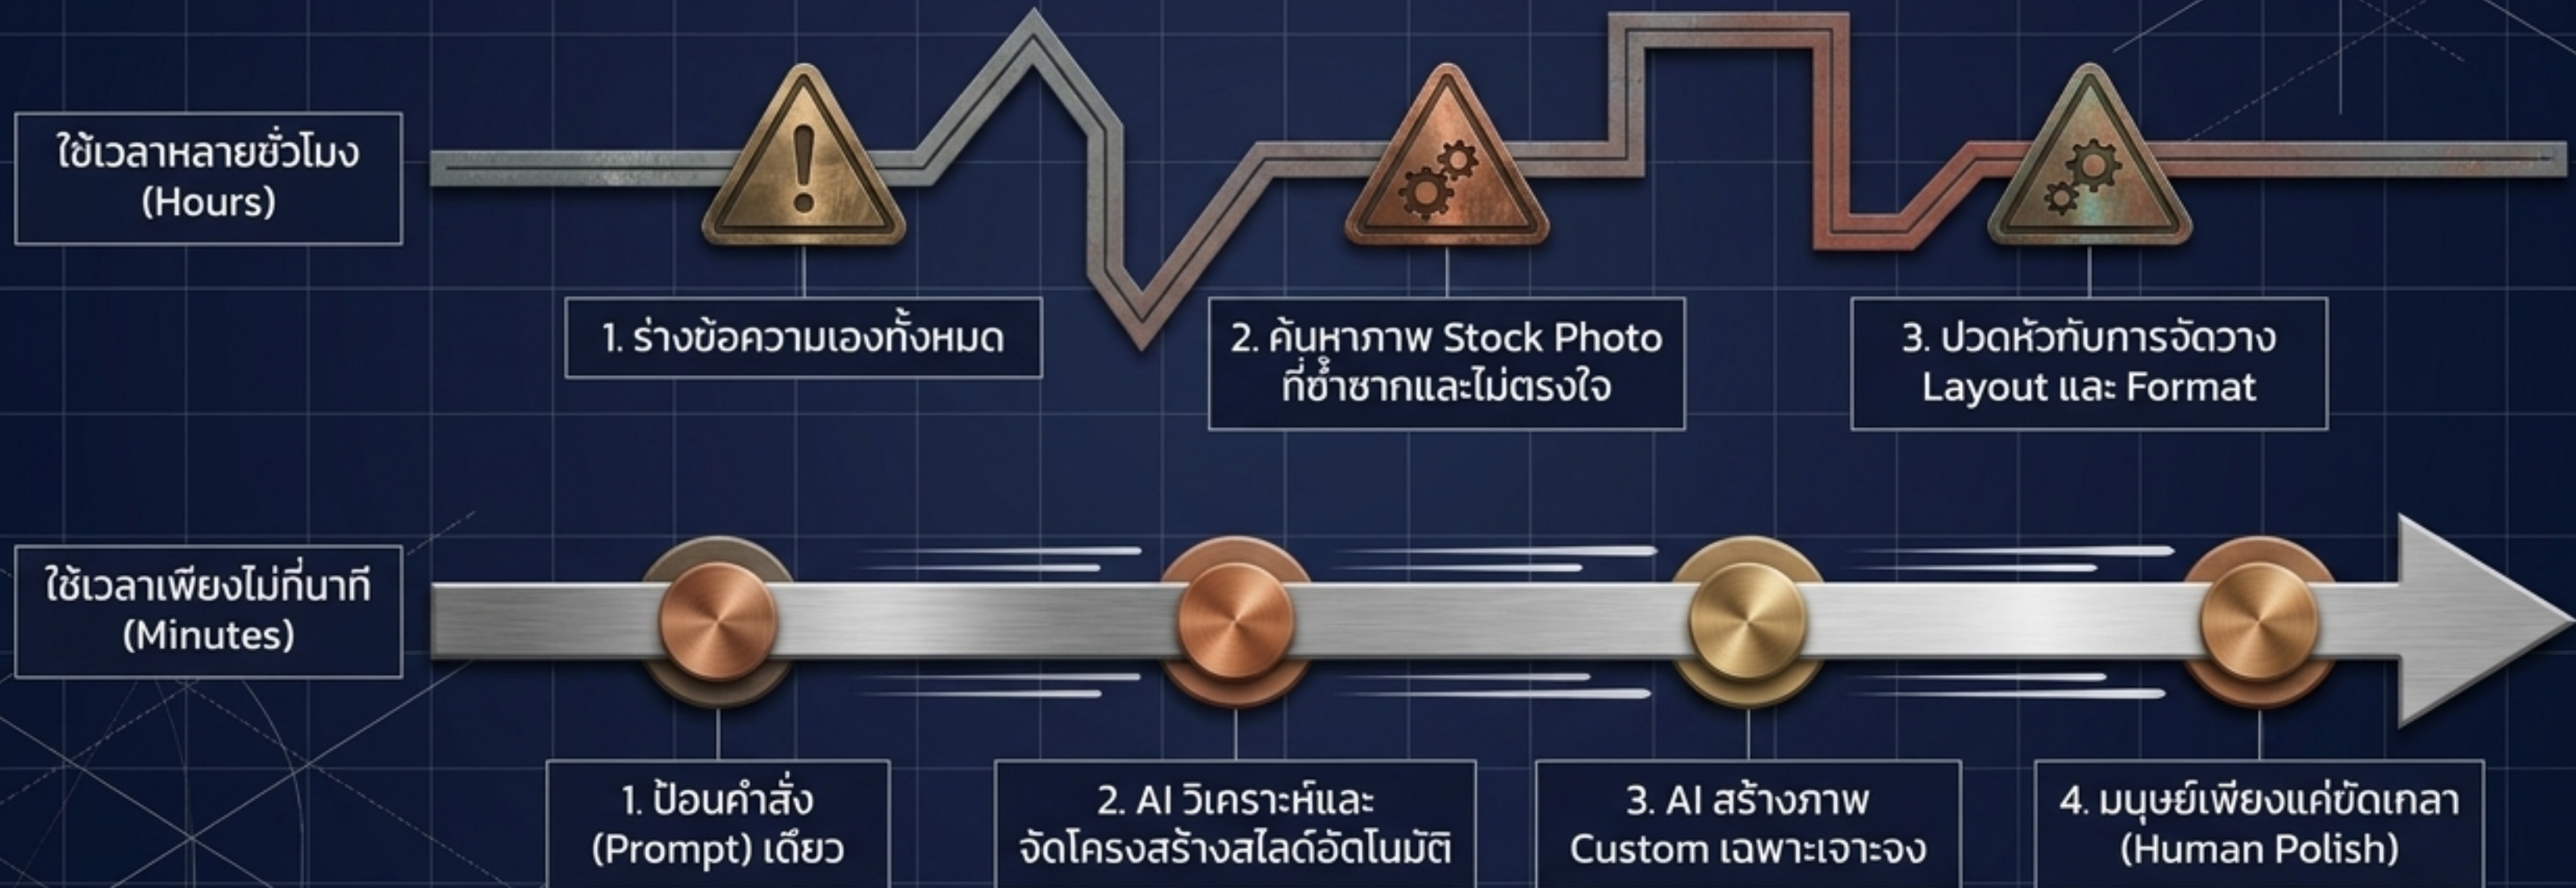 ใช้เวลาหลายชั่วโมง
(Hours)
1. ร่างข้อความเองทั้งหมด
2. ค้นหาภาพ Stock Photo
ที่ซ้ำซากและไม่ตรงใจ
3. ปวดหัวกับการจัดวาง
Layout และ Format
ใช้เวลาเพียงไม่กี่นาที
(Minutes)
1. ป้อนคำสั่ง
(Prompt) เดียว
2. AI วิเคราะห์และ
จัดโครงสร้างสไลด์อัตโนมัติ
3. AI สร้างภาพ
Custom เฉพาะเจาะจง
4. มนุษย์เพียงแค่ขัดเกลา
(Human Polish)